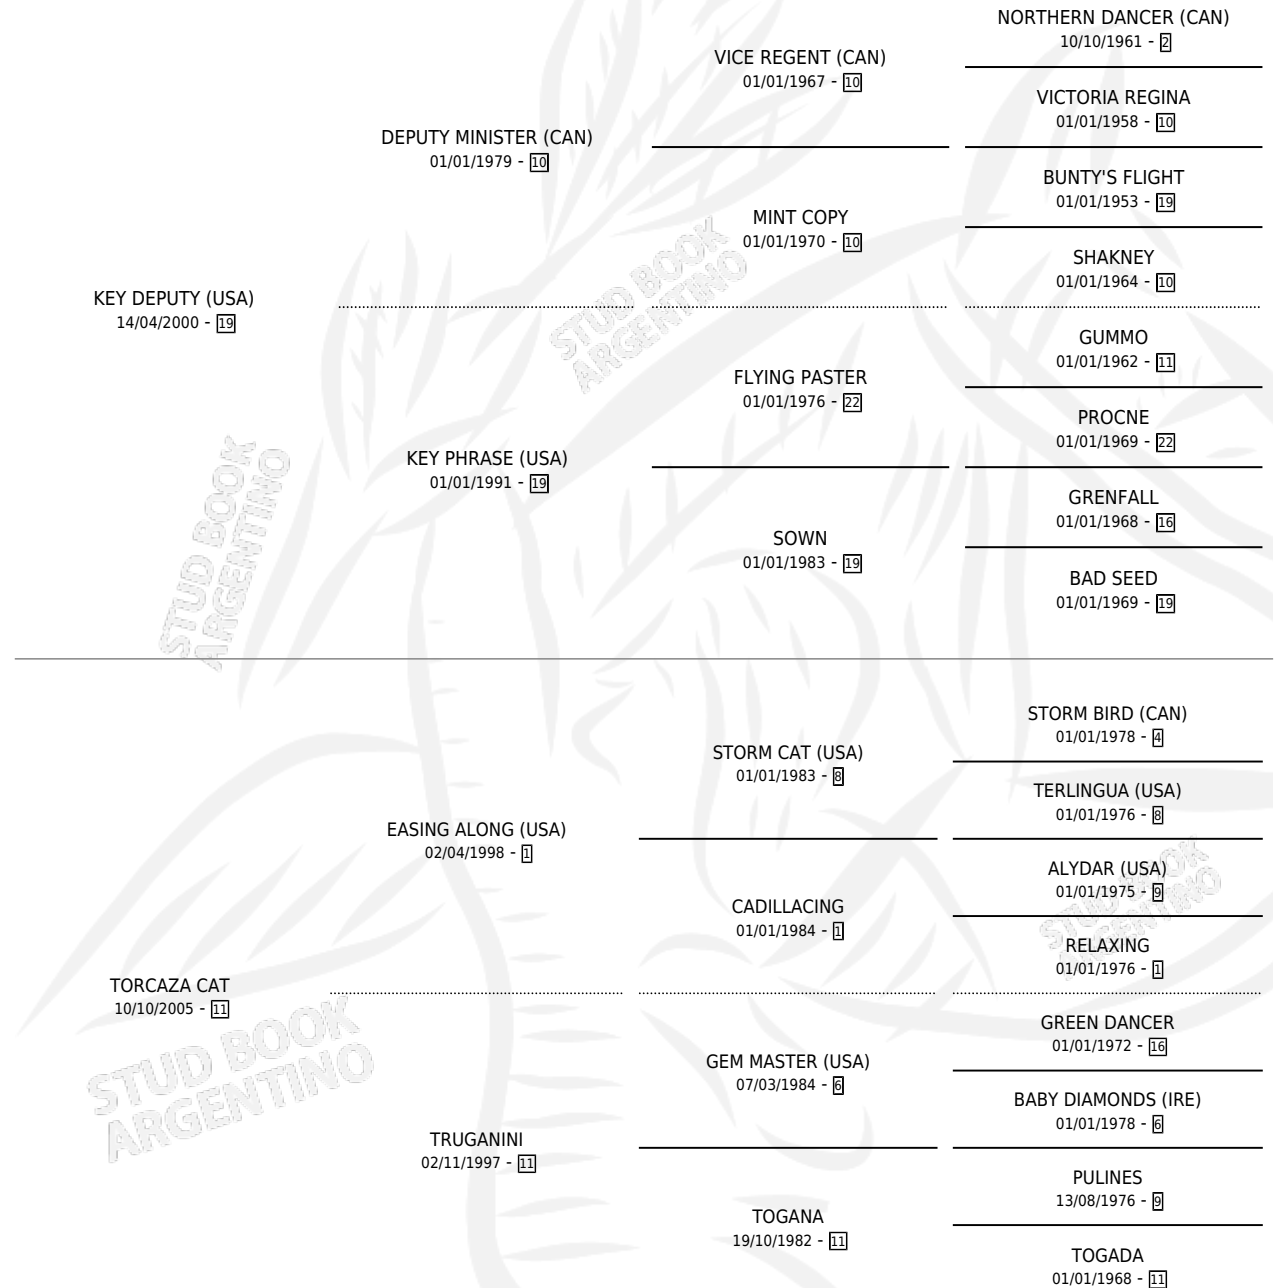 NORTHERN DANCER (CAN)
10/10/1961 - 2
VICE REGENT (CAN)
01/01/1967 - 10
VICTORIA REGINA
01/01/1958 - 10
DEPUTY MINISTER (CAN)
01/01/1979 - 10
BUNTY'S FLIGHT
01/01/1953 - 19
MINT COPY
01/01/1970 - 10
SHAKNEY
01/01/1964 - 10
KEY DEPUTY (USA)
14/04/2000 - 19
GUMMO
01/01/1962 - 11
FLYING PASTER
01/01/1976 - 22
PROCNE
01/01/1969 - 22
KEY PHRASE (USA)
01/01/1991 - 19
GRENFALL
01/01/1968 - 16
SOWN
01/01/1983 - 19
BAD SEED
01/01/1969 - 19
STORM BIRD (CAN)
01/01/1978 - 4
STORM CAT (USA)
01/01/1983 - 8
TERLINGUA (USA)
01/01/1976 - 8
EASING ALONG (USA)
02/04/1998 - 1
ALYDAR (USA)
01/01/1975 - 9
CADILLACING
01/01/1984 - 1
RELAXING
01/01/1976 - 1
TORCAZA CAT
10/10/2005 - 11
GREEN DANCER
01/01/1972 - 16
GEM MASTER (USA)
07/03/1984 - 6
BABY DIAMONDS (IRE)
01/01/1978 - 6
TRUGANINI
02/11/1997 - 11
PULINES
13/08/1976 - 9
TOGANA
19/10/1982 - 11
TOGADA
01/01/1968 - 11
STUD BOOK
ARGENTINO
STUD BOOK
ARGENTINO
STUD BOOK
ARGENTINO
STUD BOOK
ARGENTINO